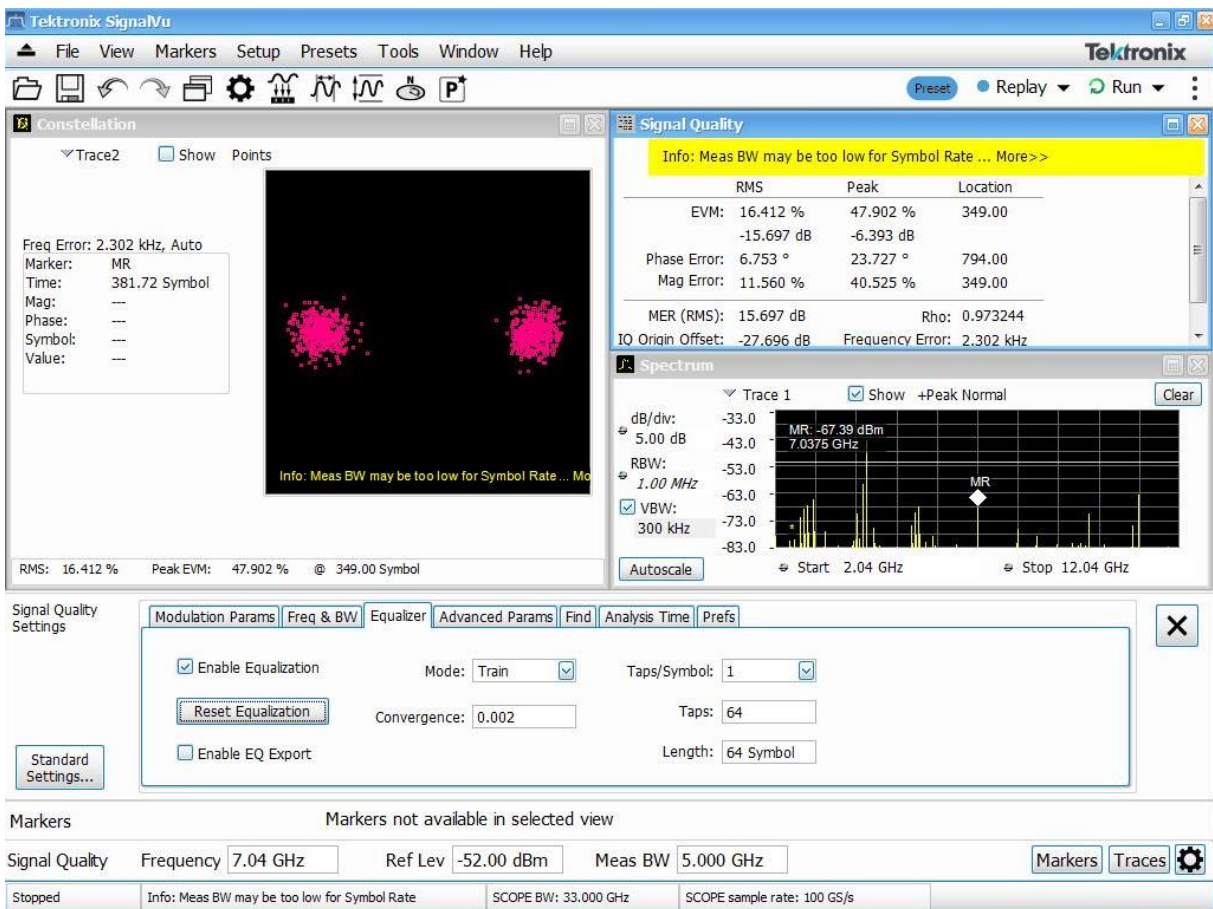 Tektronix SignalVu
File View Markers Setup Presets Tools Window Help
Tektronix
Preset Replay Run
Constellation
Trace2 Show Points
Freq Error: 2.302 kHz, Auto
Marker: MR
Time: 381.72 Symbol
Mag: ---
Phase: ---
Symbol: ---
Value: ---
Info: Meas BW may be too low for Symbol Rate ... Mo
RMS: 16.412 % Peak EVM: 47.902 % @ 349.00 Symbol
Signal Quality
Info: Meas BW may be too low for Symbol Rate ... More>>
RMS Peak Location
EVM: 16.412 % 47.902 % 349.00
-15.697 dB -6.393 dB
Phase Error: 6.753 ° 23.727 ° 794.00
Mag Error: 11.560 % 40.525 % 349.00
MER (RMS): 15.697 dB Rho: 0.973244
IQ Origin Offset: -27.696 dB Frequency Error: 2.302 kHz
Spectrum
Trace 1 Show +Peak Normal Clear
dB/div:
5.00 dB
RBW:
1.00 MHz
VBW:
300 kHz
Autoscale
-33.0
-43.0
-53.0
-63.0
-73.0
-83.0
MR: -67.39 dBm
7.0375 GHz
MR
Start 2.04 GHz Stop 12.04 GHz
Signal Quality
Settings
Standard
Settings...
Modulation Params Freq & BW Equalizer Advanced Params Find Analysis Time Prefs
Enable Equalization Mode: Train Taps/Symbol: 1
Reset Equalization Convergence: 0.002 Taps: 64
Enable EQ Export Length: 64 Symbol
Markers Markers not available in selected view
Signal Quality Frequency 7.04 GHz Ref Lev -52.00 dBm Meas BW 5.000 GHz Markers Traces
Stopped Info: Meas BW may be too low for Symbol Rate SCOPE BW: 33.000 GHz SCOPE sample rate: 100 GS/s